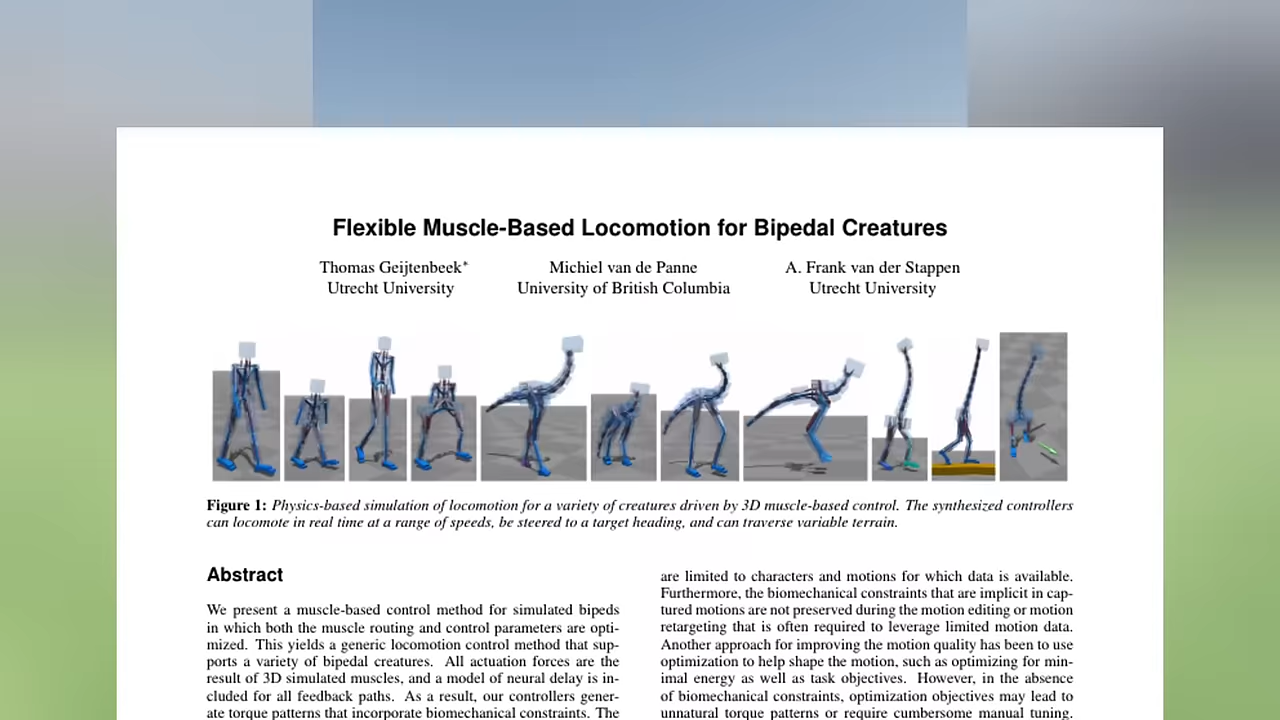 Flexible Muscle-Based Locomotion for Bipedal Creatures
Thomas Geijtenbeek*
Utrecht University
Michiel van de Panne
University of British Columbia
A. Frank van der Stappen
Utrecht University
Figure 1: Physics-based simulation of locomotion for a variety of creatures driven by 3D muscle-based control. The synthesized controllers
can locomote in real time at a range of speeds, be steered to a target heading, and can traverse variable terrain.
Abstract
We present a muscle-based control method for simulated bipeds
in which both the muscle routing and control parameters are opti-
mized. This yields a generic locomotion control method that sup-
ports a variety of bipedal creatures. All actuation forces are the
result of 3D simulated muscles, and a model of neural delay is in-
cluded for all feedback paths. As a result, our controllers gener-
ate torque patterns that incorporate biomechanical constraints. The
are limited to characters and motions for which data is available.
Furthermore, the biomechanical constraints that are implicit in cap-
tured motions are not preserved during the motion editing or motion
retargeting that is often required to leverage limited motion data.
Another approach for improving the motion quality has been to use
optimization to help shape the motion, such as optimizing for min-
imal energy as well as task objectives. However, in the absence
of biomechanical constraints, optimization objectives may lead to
unnatural torque patterns or require cumbersome manual tuning.